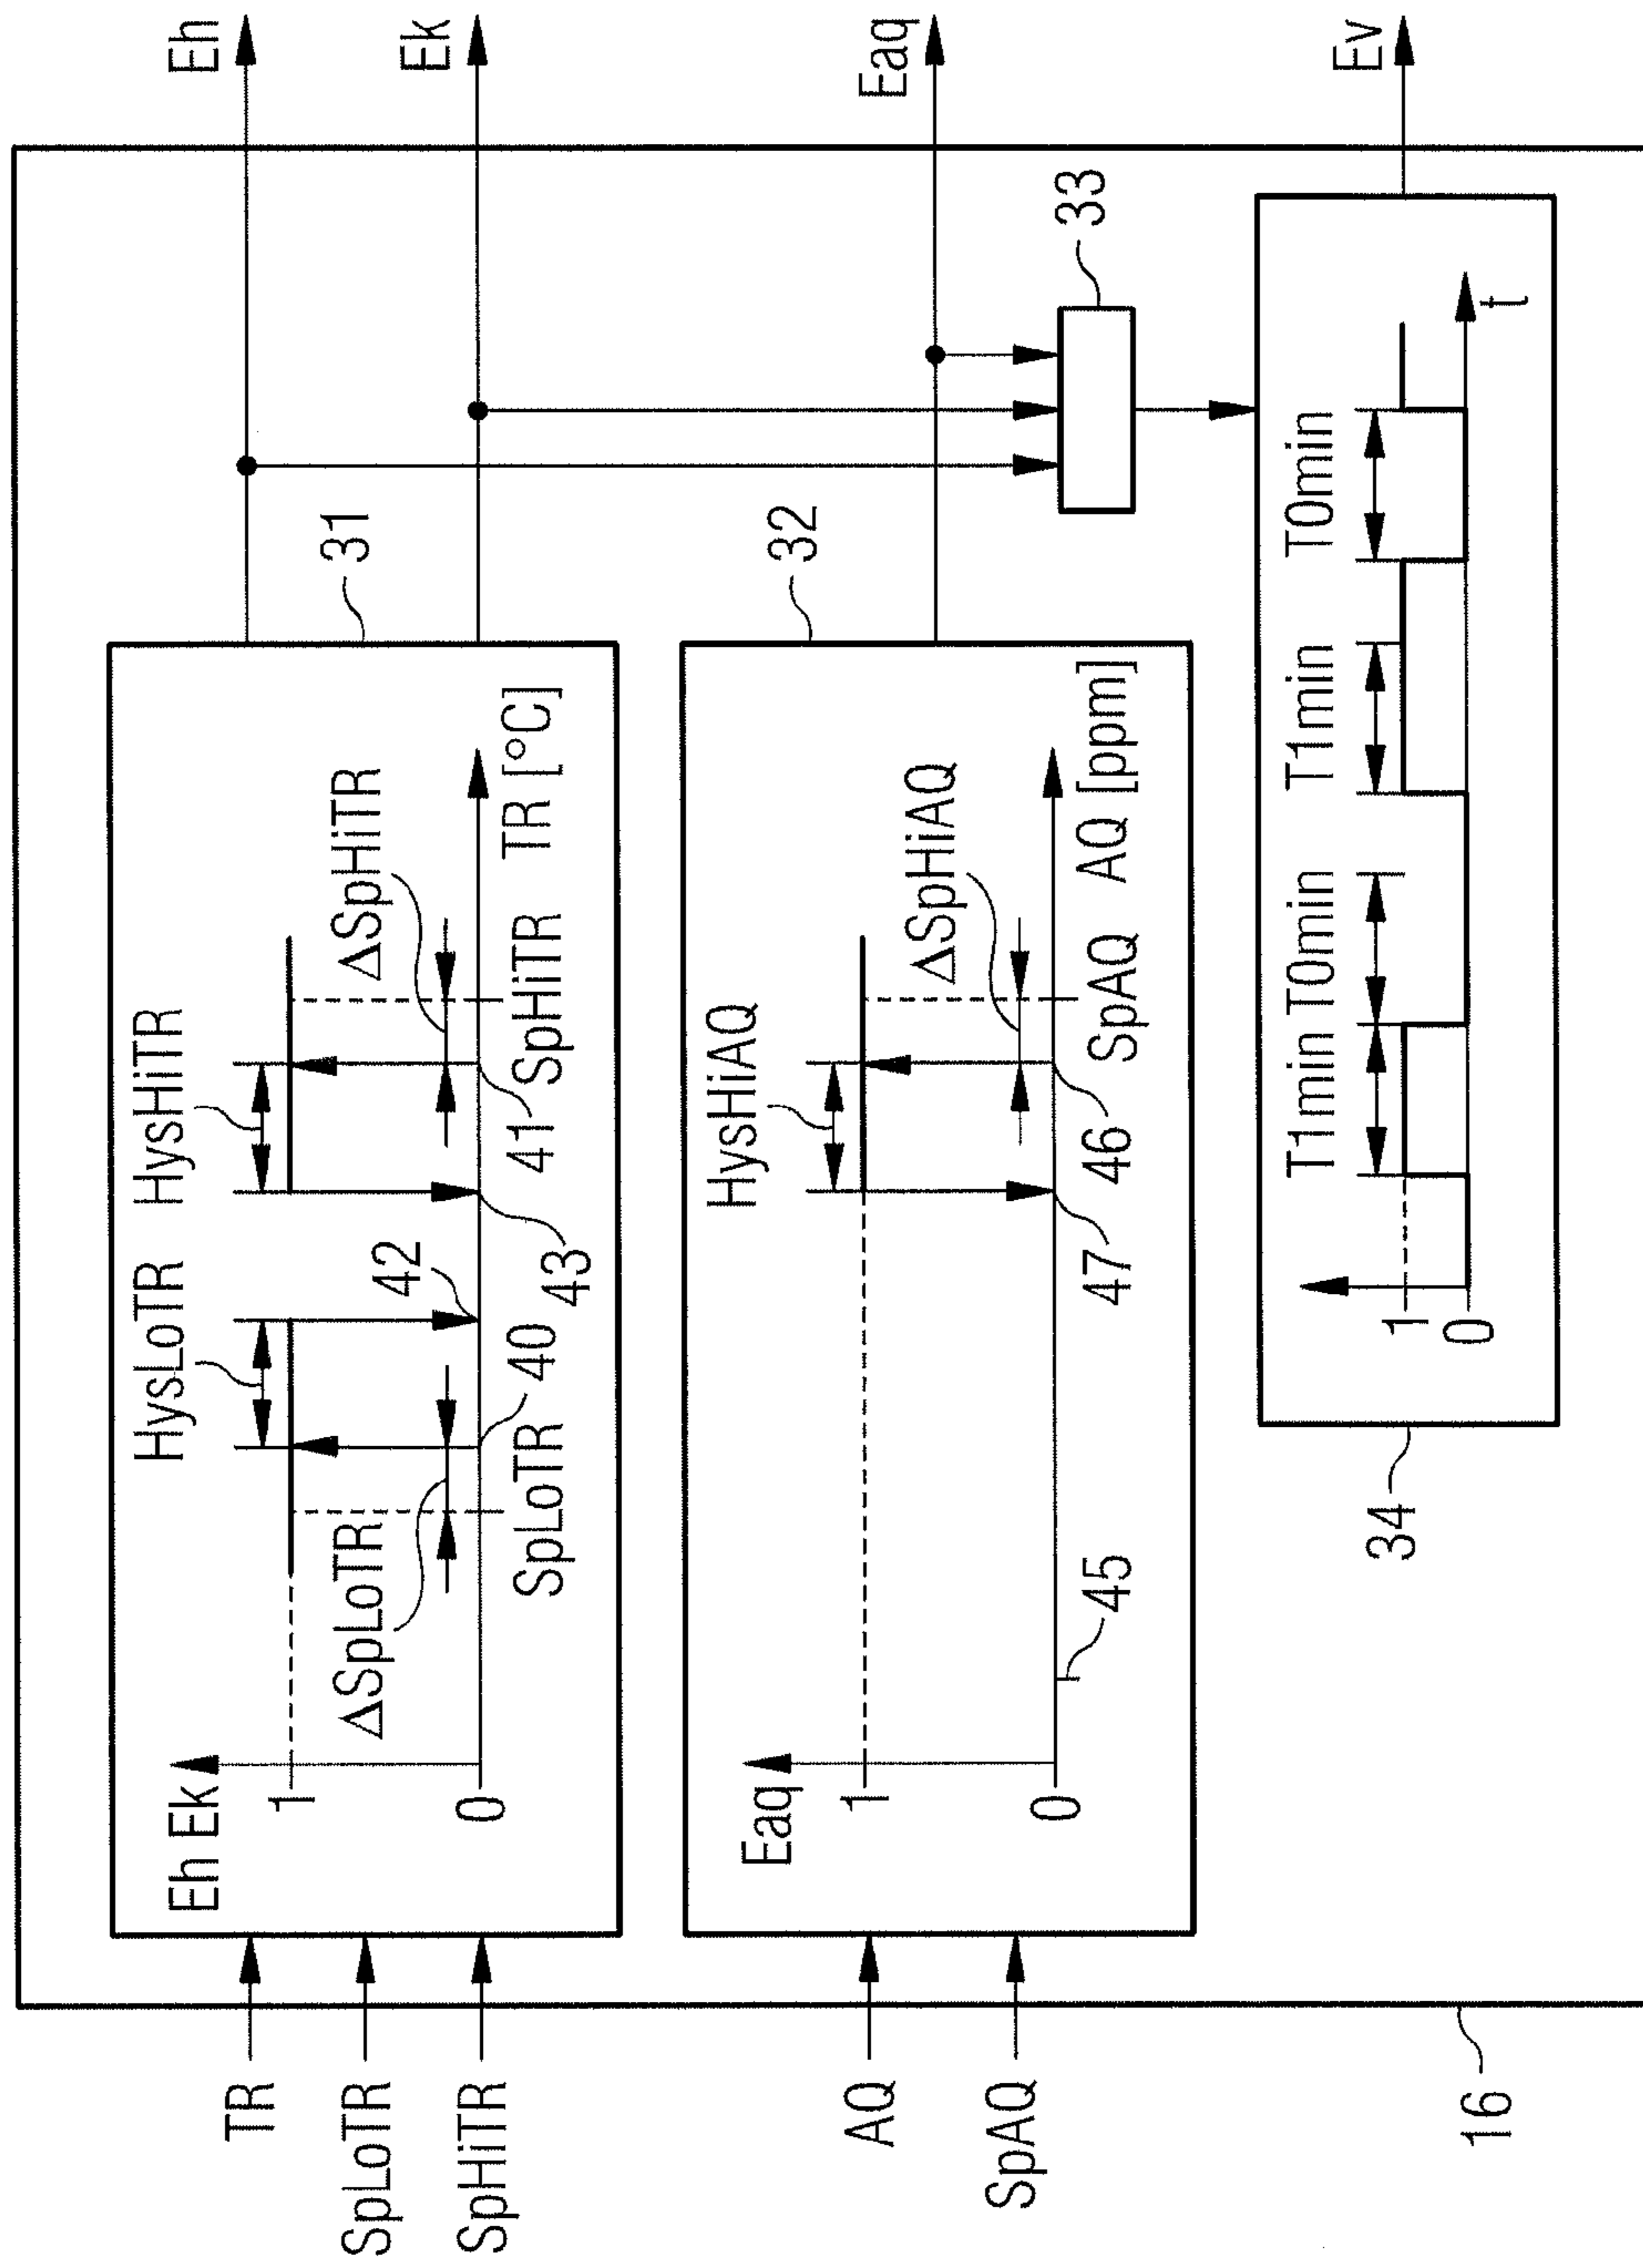 TR
SpLoTR
SpHiTR
Eh Ek
1
0
ΔSpLoTR
HysLoTR
HysHiTR
42
40
43
41
SpLoTR
SpHiTR
ΔSpHiTR
TR [°C]
31
Eh
Ek
AQ
SpAQ
Eaq
1
0
45
HysHiAQ
47
46
SpAQ
ΔSpHiAQ
AQ [ppm]
32
Eaq
33
34
1
0
T1min
T0min
T1min
T0min
t
Ev
16